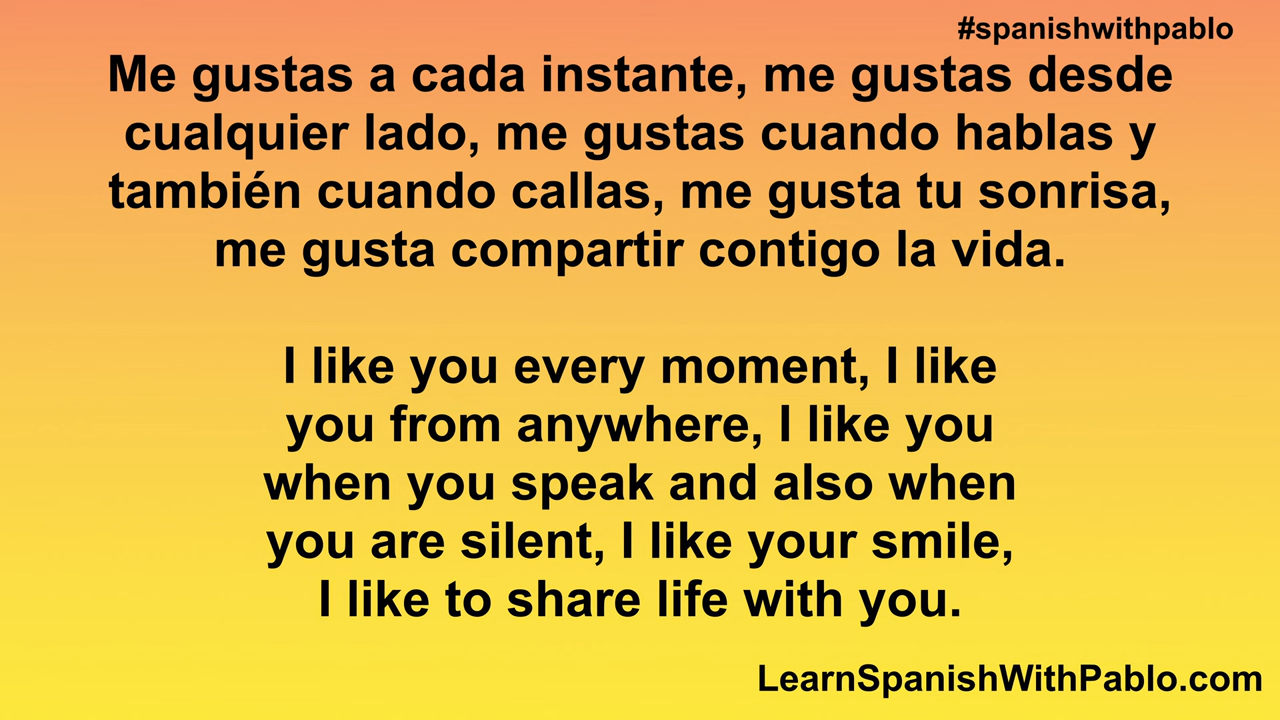 #spanishwithpablo
Me gustas a cada instante, me gustas desde
cualquier lado, me gustas cuando hablas y
también cuando callas, me gusta tu sonrisa,
me gusta compartir contigo la vida.
I like you every moment, I like
you from anywhere, I like you
when you speak and also when
you are silent, I like your smile,
I like to share life with you.
LearnSpanishWithPablo.com